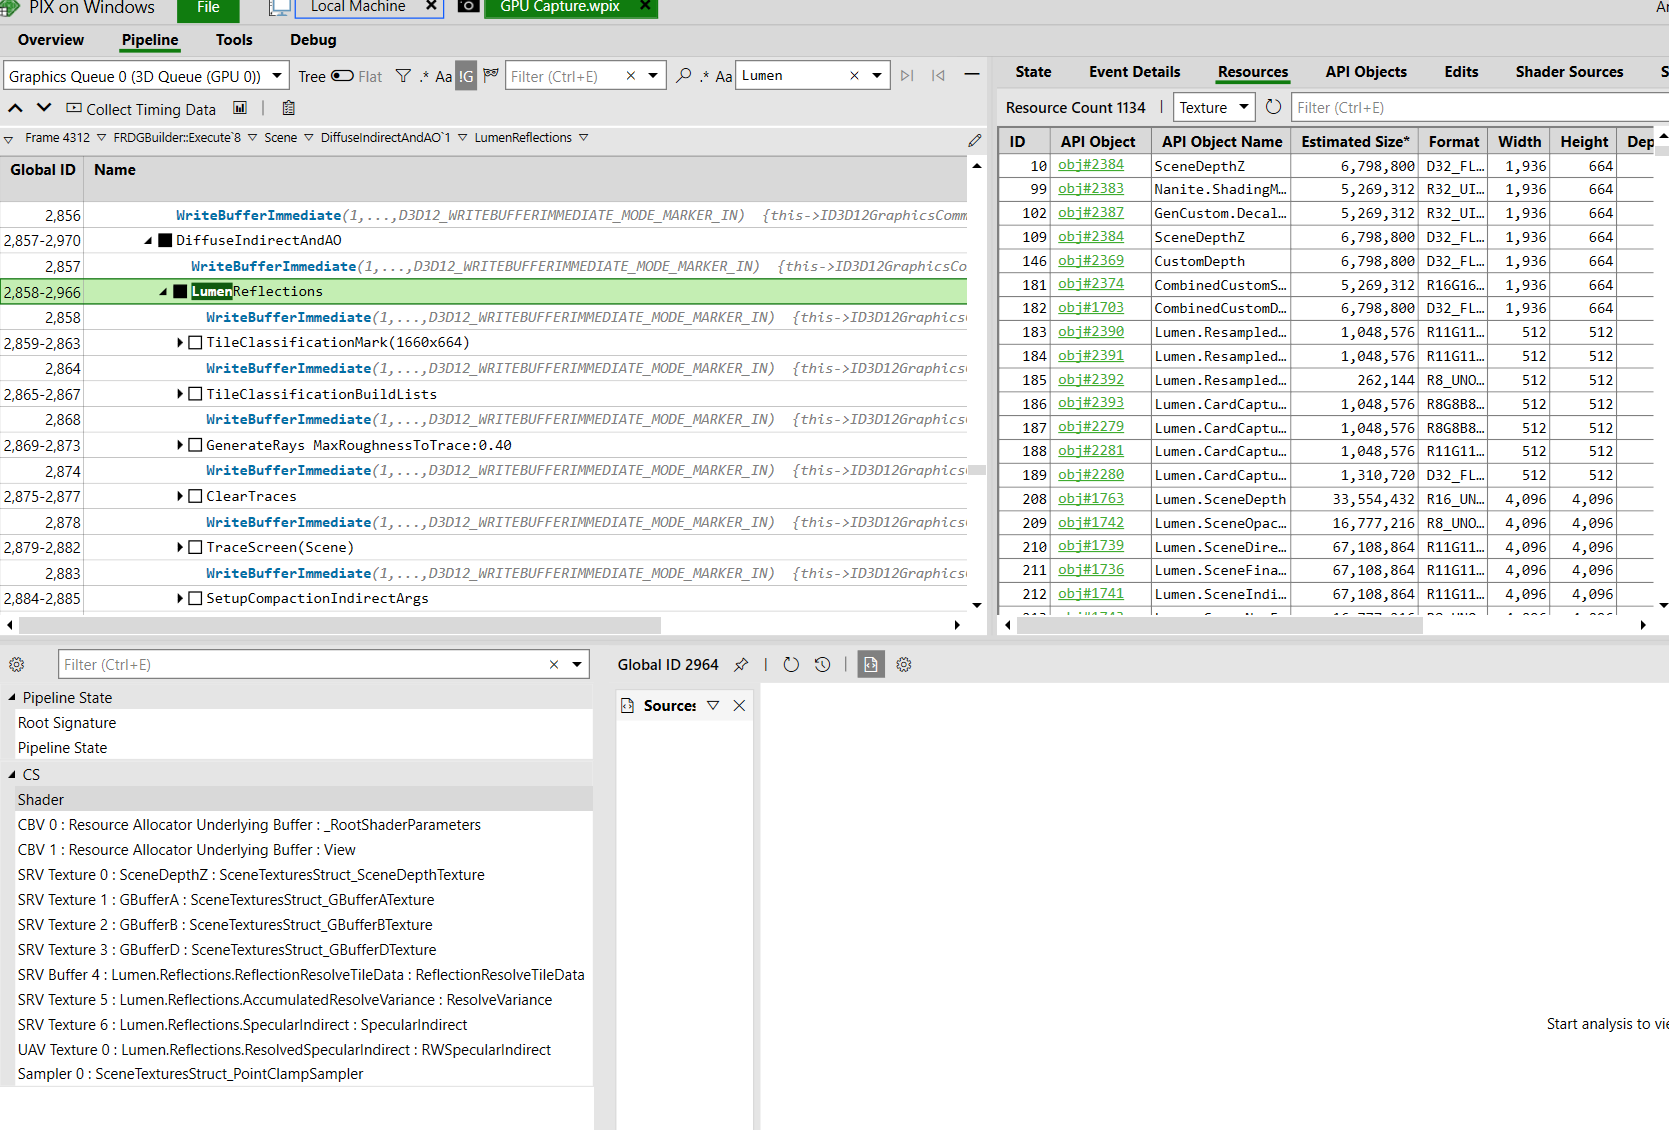 PIX on Windows File Local Machine GPU Capture.wpix
Overview Pipeline Tools Debug
Graphics Queue 0 (3D Queue (GPU 0)) Tree Flat .* Aa !G Filter (Ctrl+E) .* Aa Lumen
Collect Timing Data
Frame 4312 FRDGBuilder::Execute`8 Scene DiffuseIndirectAndAO`1 LumenReflections
Global ID Name
2,856 WriteBufferImmediate(1,...,D3D12_WRITEBUFFERIMMEDIATE_MODE_MARKER_IN) {this->ID3D12GraphicsComm
2,857-2,970 DiffuseIndirectAndAO
2,857 WriteBufferImmediate(1,...,D3D12_WRITEBUFFERIMMEDIATE_MODE_MARKER_IN) {this->ID3D12GraphicsCo
2,858-2,966 LumenReflections
2,858 WriteBufferImmediate(1,...,D3D12_WRITEBUFFERIMMEDIATE_MODE_MARKER_IN) {this->ID3D12Graphics
2,859-2,863 TileClassificationMark(1660x664)
2,864 WriteBufferImmediate(1,...,D3D12_WRITEBUFFERIMMEDIATE_MODE_MARKER_IN) {this->ID3D12Graphics
2,865-2,867 TileClassificationBuildLists
2,868 WriteBufferImmediate(1,...,D3D12_WRITEBUFFERIMMEDIATE_MODE_MARKER_IN) {this->ID3D12Graphics
2,869-2,873 GenerateRays MaxRoughnessToTrace:0.40
2,874 WriteBufferImmediate(1,...,D3D12_WRITEBUFFERIMMEDIATE_MODE_MARKER_IN) {this->ID3D12Graphics
2,875-2,877 ClearTraces
2,878 WriteBufferImmediate(1,...,D3D12_WRITEBUFFERIMMEDIATE_MODE_MARKER_IN) {this->ID3D12Graphics
2,879-2,882 TraceScreen(Scene)
2,883 WriteBufferImmediate(1,...,D3D12_WRITEBUFFERIMMEDIATE_MODE_MARKER_IN) {this->ID3D12Graphics
2,884-2,885 SetupCompactionIndirectArgs
State Event Details Resources API Objects Edits Shader Sources
Resource Count 1134 Texture Filter (Ctrl+E)
ID API Object API Object Name Estimated Size* Format Width Height Dep
10 obj#2384 SceneDepthZ 6,798,800 D32_FL... 1,936 664
99 obj#2383 Nanite.ShadingM... 5,269,312 R32_UI... 1,936 664
102 obj#2387 GenCustom.Decal... 5,269,312 R32_UI... 1,936 664
109 obj#2384 SceneDepthZ 6,798,800 D32_FL... 1,936 664
146 obj#2369 CustomDepth 6,798,800 D32_FL... 1,936 664
181 obj#2374 CombinedCustomS... 5,269,312 R16G16... 1,936 664
182 obj#1703 CombinedCustomD... 6,798,800 D32_FL... 1,936 664
183 obj#2390 Lumen.Resampled... 1,048,576 R11G11... 512 512
184 obj#2391 Lumen.Resampled... 1,048,576 R11G11... 512 512
185 obj#2392 Lumen.Resampled... 262,144 R8_UNO... 512 512
186 obj#2393 Lumen.CardCaptu... 1,048,576 R8G8B8... 512 512
187 obj#2279 Lumen.CardCaptu... 1,048,576 R8G8B8... 512 512
188 obj#2281 Lumen.CardCaptu... 1,048,576 R11G11... 512 512
189 obj#2280 Lumen.CardCaptu... 1,310,720 D32_FL... 512 512
208 obj#1763 Lumen.SceneDepth 33,554,432 R16_UN... 4,096 4,096
209 obj#1742 Lumen.SceneOpac... 16,777,216 R8_UNO... 4,096 4,096
210 obj#1739 Lumen.SceneDire... 67,108,864 R11G11... 4,096 4,096
211 obj#1736 Lumen.SceneFina... 67,108,864 R11G11... 4,096 4,096
212 obj#1741 Lumen.SceneIndi... 67,108,864 R11G11... 4,096 4,096
Filter (Ctrl+E)
Pipeline State
Root Signature
Pipeline State
CS
Shader
CBV 0 : Resource Allocator Underlying Buffer : _RootShaderParameters
CBV 1 : Resource Allocator Underlying Buffer : View
SRV Texture 0 : SceneDepthZ : SceneTexturesStruct_SceneDepthTexture
SRV Texture 1 : GBufferA : SceneTexturesStruct_GBufferATexture
SRV Texture 2 : GBufferB : SceneTexturesStruct_GBufferBTexture
SRV Texture 3 : GBufferD : SceneTexturesStruct_GBufferDTexture
SRV Buffer 4 : Lumen.Reflections.ReflectionResolveTileData : ReflectionResolveTileData
SRV Texture 5 : Lumen.Reflections.AccumulatedResolveVariance : ResolveVariance
SRV Texture 6 : Lumen.Reflections.SpecularIndirect : SpecularIndirect
UAV Texture 0 : Lumen.Reflections.ResolvedSpecularIndirect : RWSpecularIndirect
Sampler 0 : SceneTexturesStruct_PointClampSampler
Global ID 2964
Sources
Start analysis to vie